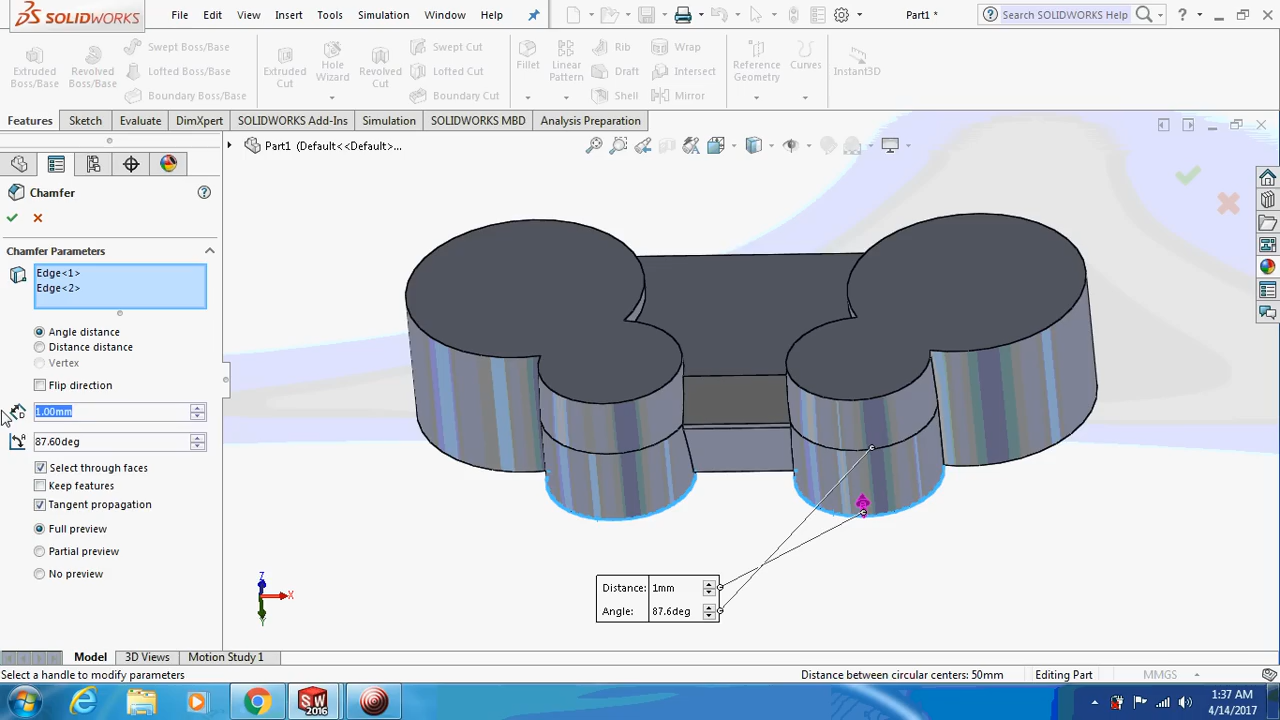 SOLIDWORKS File Edit View Insert Tools Simulation Window Help Part1 * Search SOLIDWORKS Help ?
Extruded Boss/Base Revolved Boss/Base Swept Boss/Base Lofted Boss/Base Boundary Boss/Base Extruded Cut Hole Wizard Revolved Cut Swept Cut Lofted Cut Boundary Cut Fillet Linear Pattern Rib Draft Shell Wrap Intersect Mirror Reference Geometry Curves Instant3D
Features Sketch Evaluate DimXpert SOLIDWORKS Add-Ins Simulation SOLIDWORKS MBD Analysis Preparation
Part1 (Default<<Default>...
Chamfer ?
Chamfer Parameters
Edge<1>
Edge<2>
Angle distance
Distance distance
Vertex
Flip direction
D 1.00mm
A 87.60deg
Select through faces
Keep features
Tangent propagation
Full preview
Partial preview
No preview
Z
X
Y
Distance: 1mm
Angle: 87.6deg
Model 3D Views Motion Study 1
Select a handle to modify parameters Distance between circular centers: 50mm Editing Part MMGS
SW 2016
1:37 AM
4/14/2017